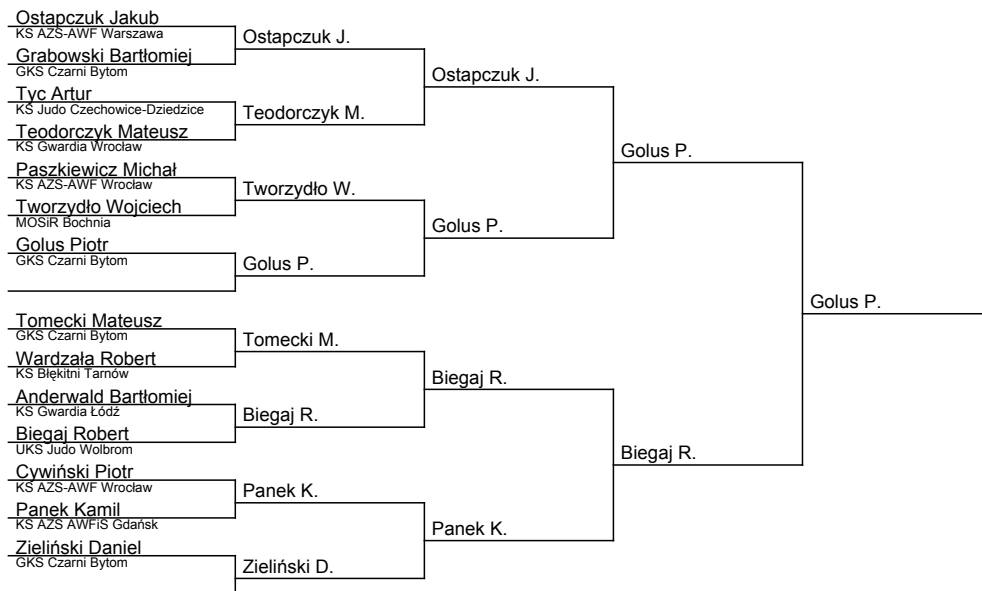 Ostapczuk Jakub
KS AZS-AWF Warszawa
Grabowski Bartłomiej
GKS Czarni Bytom
Tyc Artur
KS Judo Czechowice-Dziedzice
Teodorczyk Mateusz
KS Gwardia Wrocław
Paszkiewicz Michał
KS AZS-AWF Wrocław
Tworzydło Wojciech
MOSiR Bochnia
Golus Piotr
GKS Czarni Bytom
Tomecki Mateusz
GKS Czarni Bytom
Wardzała Robert
KS Błękitni Tarnów
Anderwald Bartłomiej
KS Gwardia Łódź
Biegaj Robert
UKS Judo Wolbrom
Cywiński Piotr
KS AZS-AWF Wrocław
Panek Kamil
KS AZS AWFiS Gdańsk
Zieliński Daniel
GKS Czarni Bytom
Ostapczuk J.
Teodorczyk M.
Tworzydło W.
Golus P.
Tomecki M.
Biegaj R.
Panek K.
Zieliński D.
Ostapczuk J.
Golus P.
Biegaj R.
Panek K.
Golus P.
Biegaj R.
Golus P.